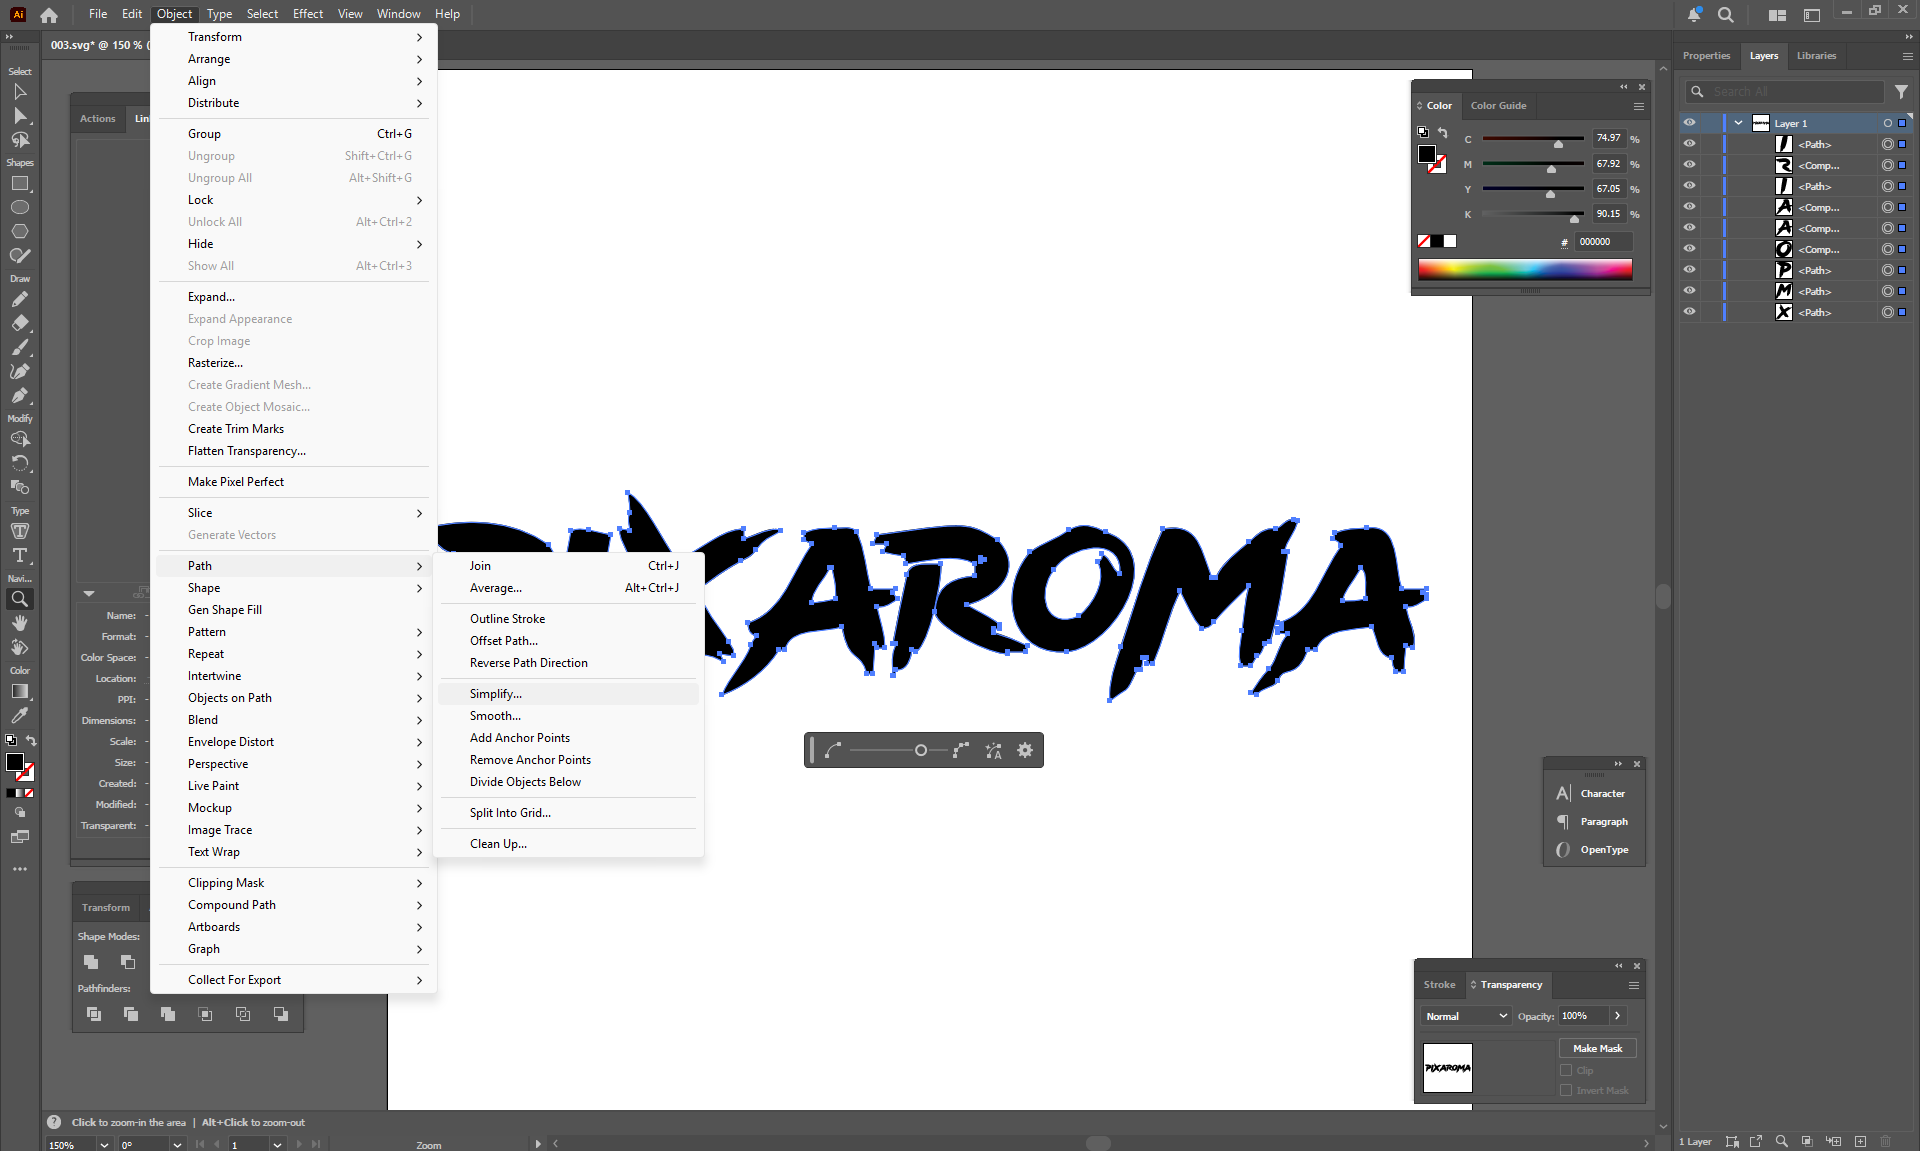 Ai
File Edit Object Type Select Effect View Window Help
003.svg* @ 150 % (
Select
Shapes
Draw
Modify
Type
Navi...
Color
Actions
Transform
Arrange
Align
Distribute
Group Ctrl+G
Ungroup Shift+Ctrl+G
Ungroup All Alt+Shift+G
Lock
Unlock All Alt+Ctrl+2
Hide
Show All Alt+Ctrl+3
Expand...
Expand Appearance
Crop Image
Rasterize...
Create Gradient Mesh...
Create Object Mosaic...
Create Trim Marks
Flatten Transparency...
Make Pixel Perfect
Slice
Generate Vectors
Path
Shape
Gen Shape Fill
Pattern
Repeat
Intertwine
Objects on Path
Blend
Envelope Distort
Perspective
Live Paint
Mockup
Image Trace
Text Wrap
Clipping Mask
Compound Path
Artboards
Graph
Collect For Export
Join Ctrl+J
Average... Alt+Ctrl+J
Outline Stroke
Offset Path...
Reverse Path Direction
Simplify...
Smooth...
Add Anchor Points
Remove Anchor Points
Divide Objects Below
Split Into Grid...
Clean Up...
Name: -
Format: -
Color Space: -
Location:
PPI: -
Dimensions: -
Scale: -
Size: -
Created: -
Modified: -
Transparent: -
Transform
Shape Modes:
Pathfinders:
PIXAROMA
Color Color Guide
C 74.97 %
M 67.92 %
Y 67.05 %
K 90.15 %
# 000000
Character
Paragraph
OpenType
Stroke Transparency
Normal Opacity: 100%
PIXAROMA
Make Mask
Clip
Invert Mask
Properties Layers Libraries
Search All
Layer 1
<Path>
<Comp...
<Path>
<Comp...
<Comp...
<Comp...
<Path>
<Path>
<Path>
1 Layer
Click to zoom-in the area | Alt+Click to zoom-out
150% 0° 1 Zoom